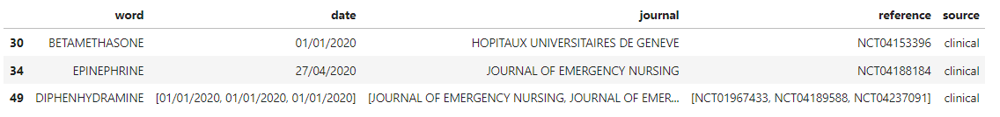 word date journal reference source
30 BETAMETHASONE 01/01/2020 HOPITAUX UNIVERSITAIRES DE GENEVE NCT04153396 clinical
34 EPINEPHRINE 27/04/2020 JOURNAL OF EMERGENCY NURSING NCT04188184 clinical
49 DIPHENHYDRAMINE [01/01/2020, 01/01/2020, 01/01/2020] [JOURNAL OF EMERGENCY NURSING, JOURNAL OF EMER... [NCT01967433, NCT04189588, NCT04237091] clinical